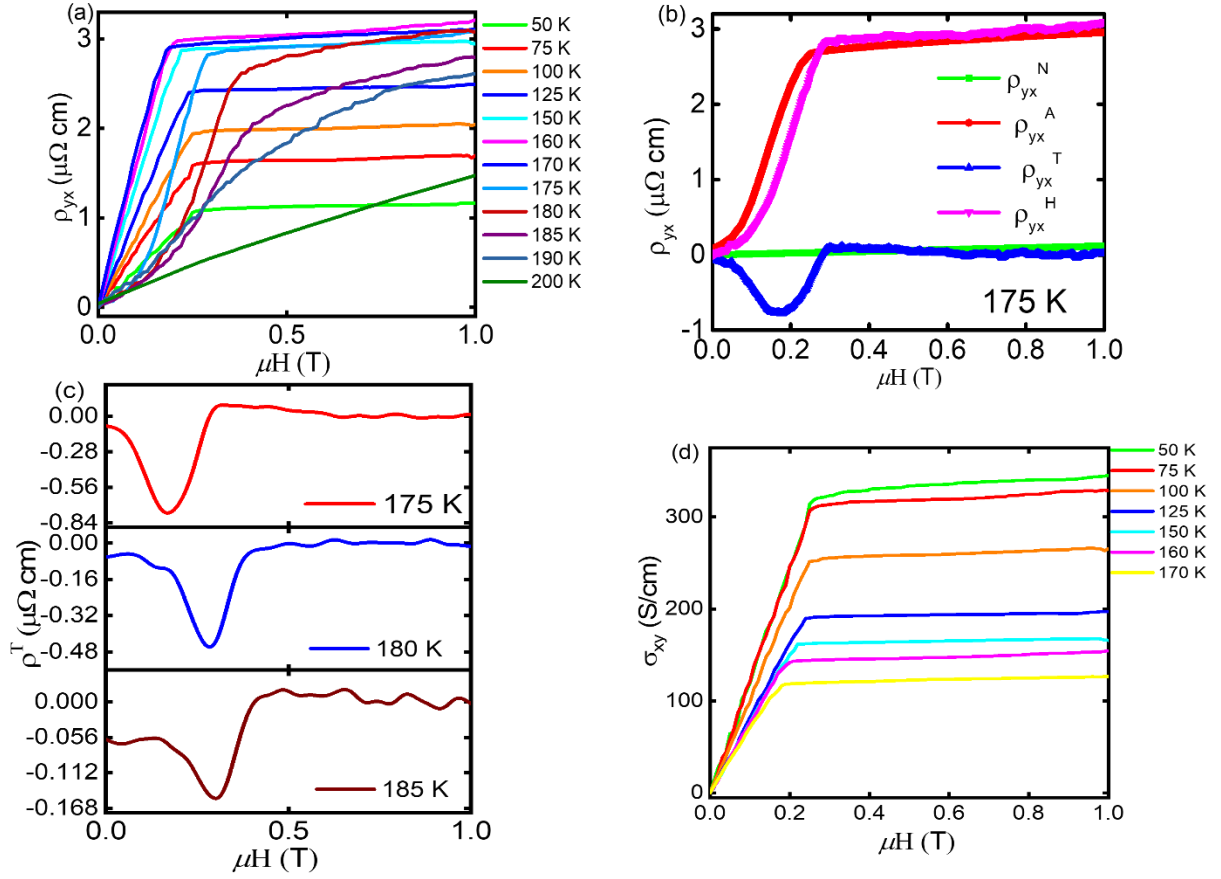 (a)
3
2
1
0
ρyx (μΩ cm)
0.0
0.5
1.0
μH (T)
50 K
75 K
100 K
125 K
150 K
160 K
170 K
175 K
180 K
185 K
190 K
200 K
(b)
3
2
1
0
-1
ρyx (μΩ cm)
ρyx^N
ρyx^A
ρyx^T
ρyx^H
175 K
0.0 0.2 0.4 0.6 0.8 1.0
μH (T)
(c)
0.00
-0.28
-0.56
-0.84
175 K
0.00
-0.16
-0.32
-0.48
180 K
0.000
-0.056
-0.112
-0.168
185 K
ρ^T (μΩ cm)
0.0 0.5 1.0
μH (T)
(d)
300
200
100
0
σxy (S/cm)
0.0 0.2 0.4 0.6 0.8 1.0
μH (T)
50 K
75 K
100 K
125 K
150 K
160 K
170 K